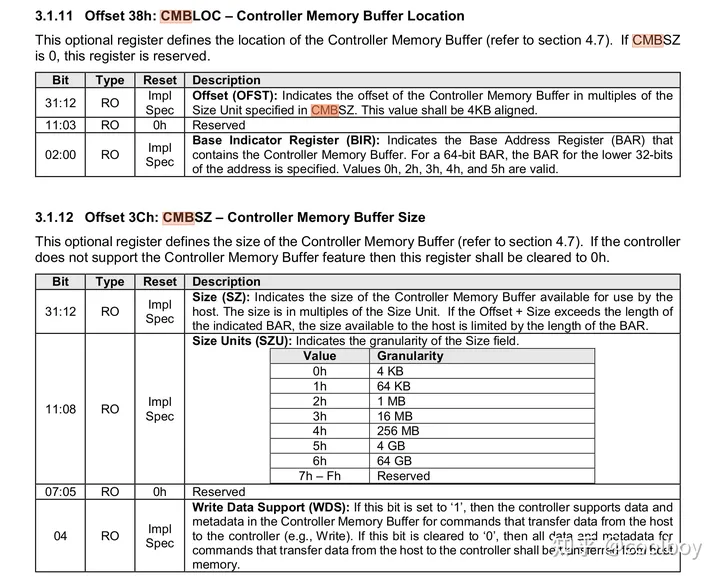 3.1.11 Offset 38h: CMBLOC – Controller Memory Buffer Location
This optional register defines the location of the Controller Memory Buffer (refer to section 4.7). If CMBSZ
is 0, this register is reserved.
Bit Type Reset Description
31:12 RO Impl Spec Offset (OFST): Indicates the offset of the Controller Memory Buffer in multiples of the
Size Unit specified in CMBSZ. This value shall be 4KB aligned.
11:03 RO 0h Reserved
02:00 RO Impl Spec Base Indicator Register (BIR): Indicates the Base Address Register (BAR) that
contains the Controller Memory Buffer. For a 64-bit BAR, the BAR for the lower 32-bits
of the address is specified. Values 0h, 2h, 3h, 4h, and 5h are valid.
3.1.12 Offset 3Ch: CMBSZ – Controller Memory Buffer Size
This optional register defines the size of the Controller Memory Buffer (refer to section 4.7). If the controller
does not support the Controller Memory Buffer feature then this register shall be cleared to 0h.
Bit Type Reset Description
31:12 RO Impl Spec Size (SZ): Indicates the size of the Controller Memory Buffer available for use by the
host. The size is in multiples of the Size Unit. If the Offset + Size exceeds the length of
the indicated BAR, the size available to the host is limited by the length of the BAR.
11:08 RO Impl Spec Size Units (SZU): Indicates the granularity of the Size field.
Value Granularity
0h 4 KB
1h 64 KB
2h 1 MB
3h 16 MB
4h 256 MB
5h 4 GB
6h 64 GB
7h – Fh Reserved
07:05 RO 0h Reserved
04 RO Impl Spec Write Data Support (WDS): If this bit is set to ‘1’, then the controller supports data and
metadata in the Controller Memory Buffer for commands that transfer data from the host
to the controller (e.g., Write). If this bit is cleared to ‘0’, then all data and metadata for
commands that transfer data from the host to the controller shall be transferred from host
memory.
知乎 @coolboy